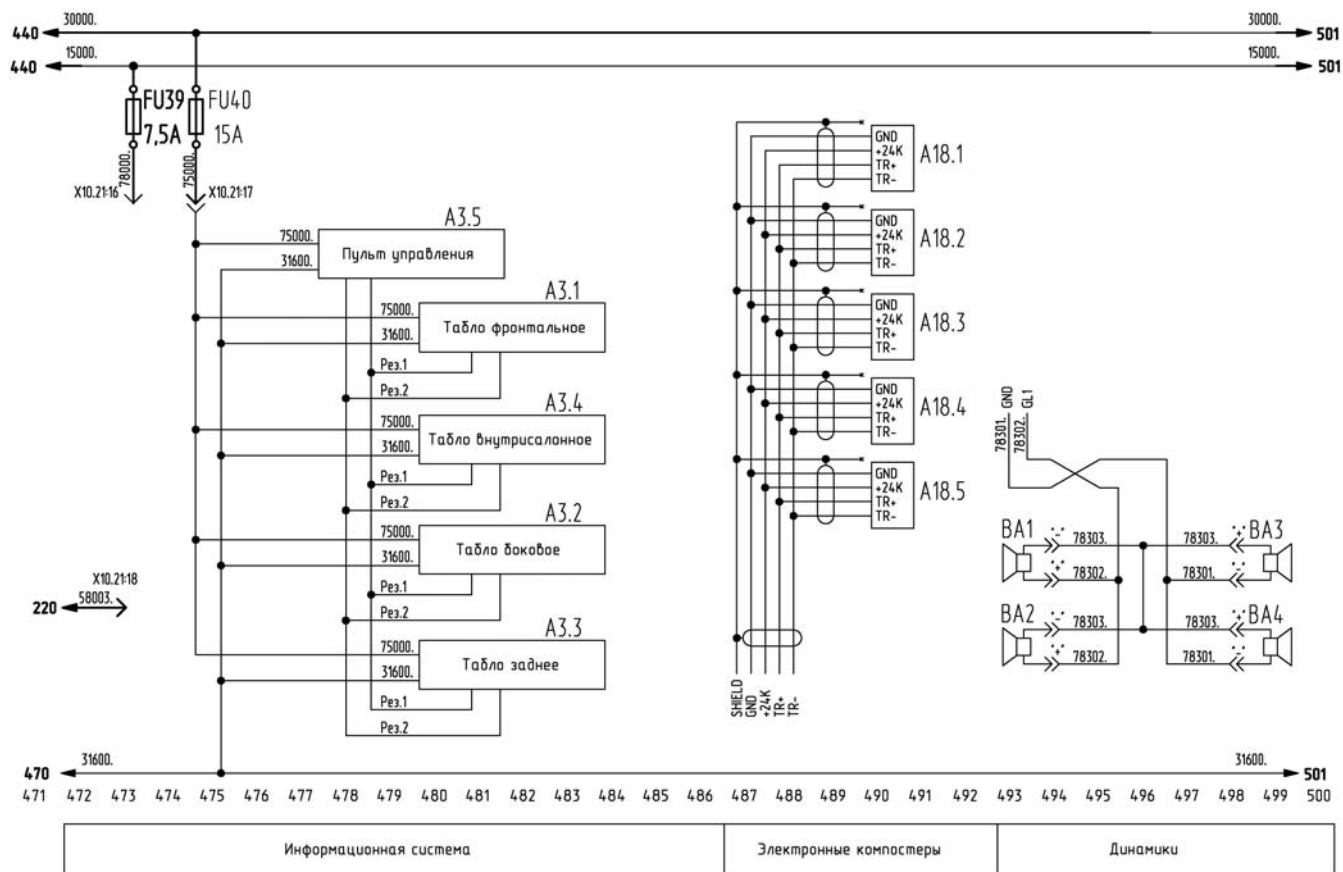 30000.
30000.
440
501
15000.
15000.
440
501
FU39
FU40
7,5A
15A
78000.
75000.
X10.21:16
X10.21:17
A3.5
75000.
Пульт управления
31600.
A3.1
75000.
Табло фронтальное
31600.
Рез.1
Рез.2
A3.4
75000.
Табло внутрисалонное
31600.
Рез.1
Рез.2
A3.2
75000.
Табло боковое
31600.
Рез.1
Рез.2
X10.21:18
58003.
220
A3.3
75000.
Табло заднее
31600.
Рез.1
Рез.2
GND
+24K
TR+
TR-
A18.1
GND
+24K
TR+
TR-
A18.2
GND
+24K
TR+
TR-
A18.3
GND
+24K
TR+
TR-
A18.4
GND
+24K
TR+
TR-
A18.5
SHIELD
GND
+24K
TR+
TR-
78301. GND
78302. GL1
BA1
"-"
78303.
78303.
"+"
BA3
"+"
78302.
78301.
"-"
BA2
"-"
78303.
78303.
"+"
BA4
"+"
78302.
78301.
"-"
31600.
31600.
470
501
471 472 473 474 475 476 477 478 479 480 481 482 483 484 485 486 487 488 489 490 491 492 493 494 495 496 497 498 499 500
Информационная система
Электронные компостеры
Динамики